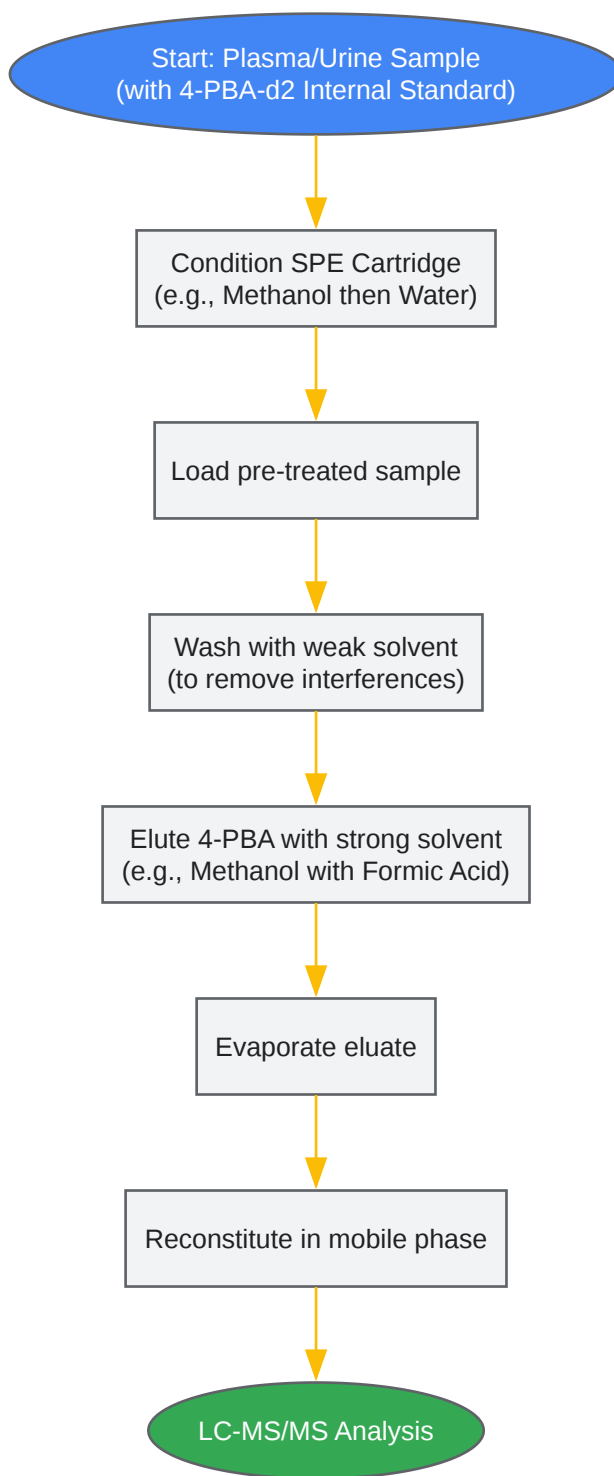 Start: Plasma/Urine Sample
(with 4-PBA-d2 Internal Standard)
Condition SPE Cartridge
(e.g., Methanol then Water)
Load pre-treated sample
Wash with weak solvent
(to remove interferences)
Elute 4-PBA with strong solvent
(e.g., Methanol with Formic Acid)
Evaporate eluate
Reconstitute in mobile phase
LC-MS/MS Analysis